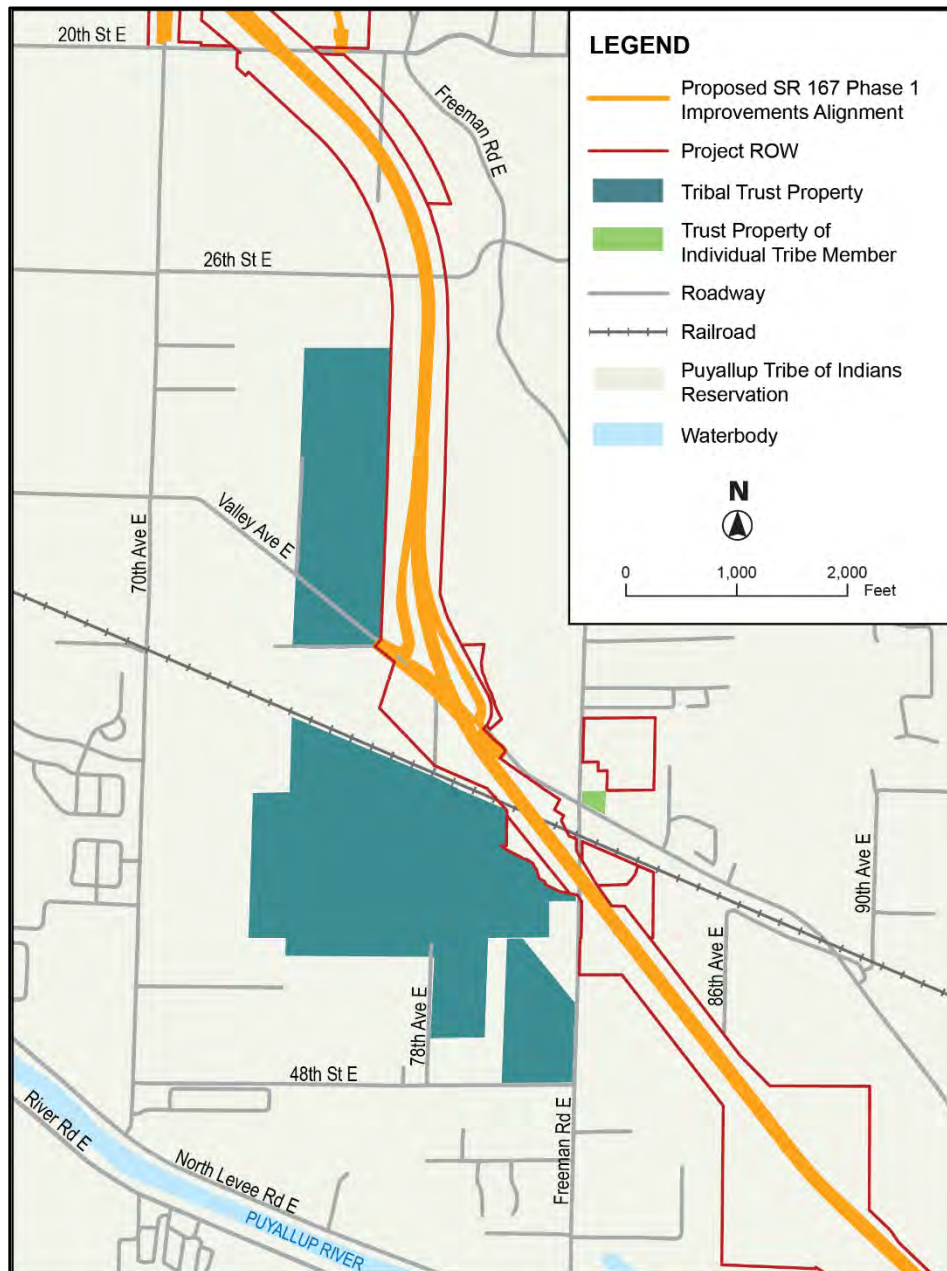 20th St E
Freeman Rd E
26th St E
Valley Ave E
70th Ave E
90th Ave E
86th Ave E
78th Ave E
48th St E
Freeman Rd E
River Rd E
North Levee Rd E
PUYALLUP RIVER
LEGEND
Proposed SR 167 Phase 1
Improvements Alignment
Project ROW
Tribal Trust Property
Trust Property of
Individual Tribe Member
Roadway
Railroad
Puyallup Tribe of Indians
Reservation
Waterbody
N
0 1,000 2,000
Feet